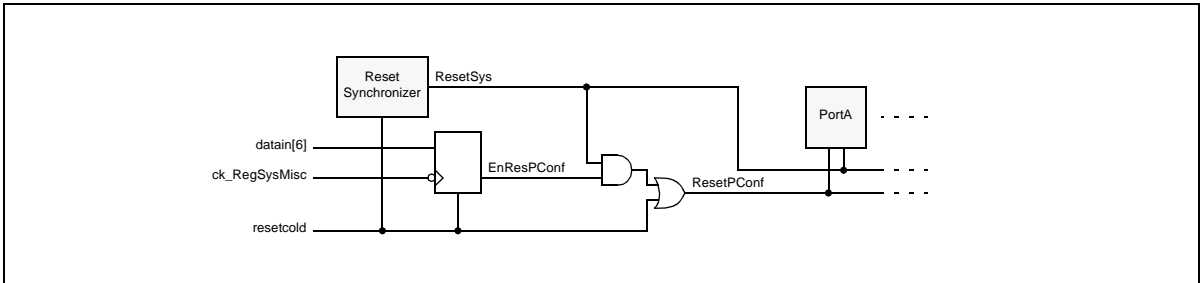 Reset
Synchronizer
ResetSys
PortA
datain[6]
ck_RegSysMisc
EnResPConf
ResetPConf
resetcold